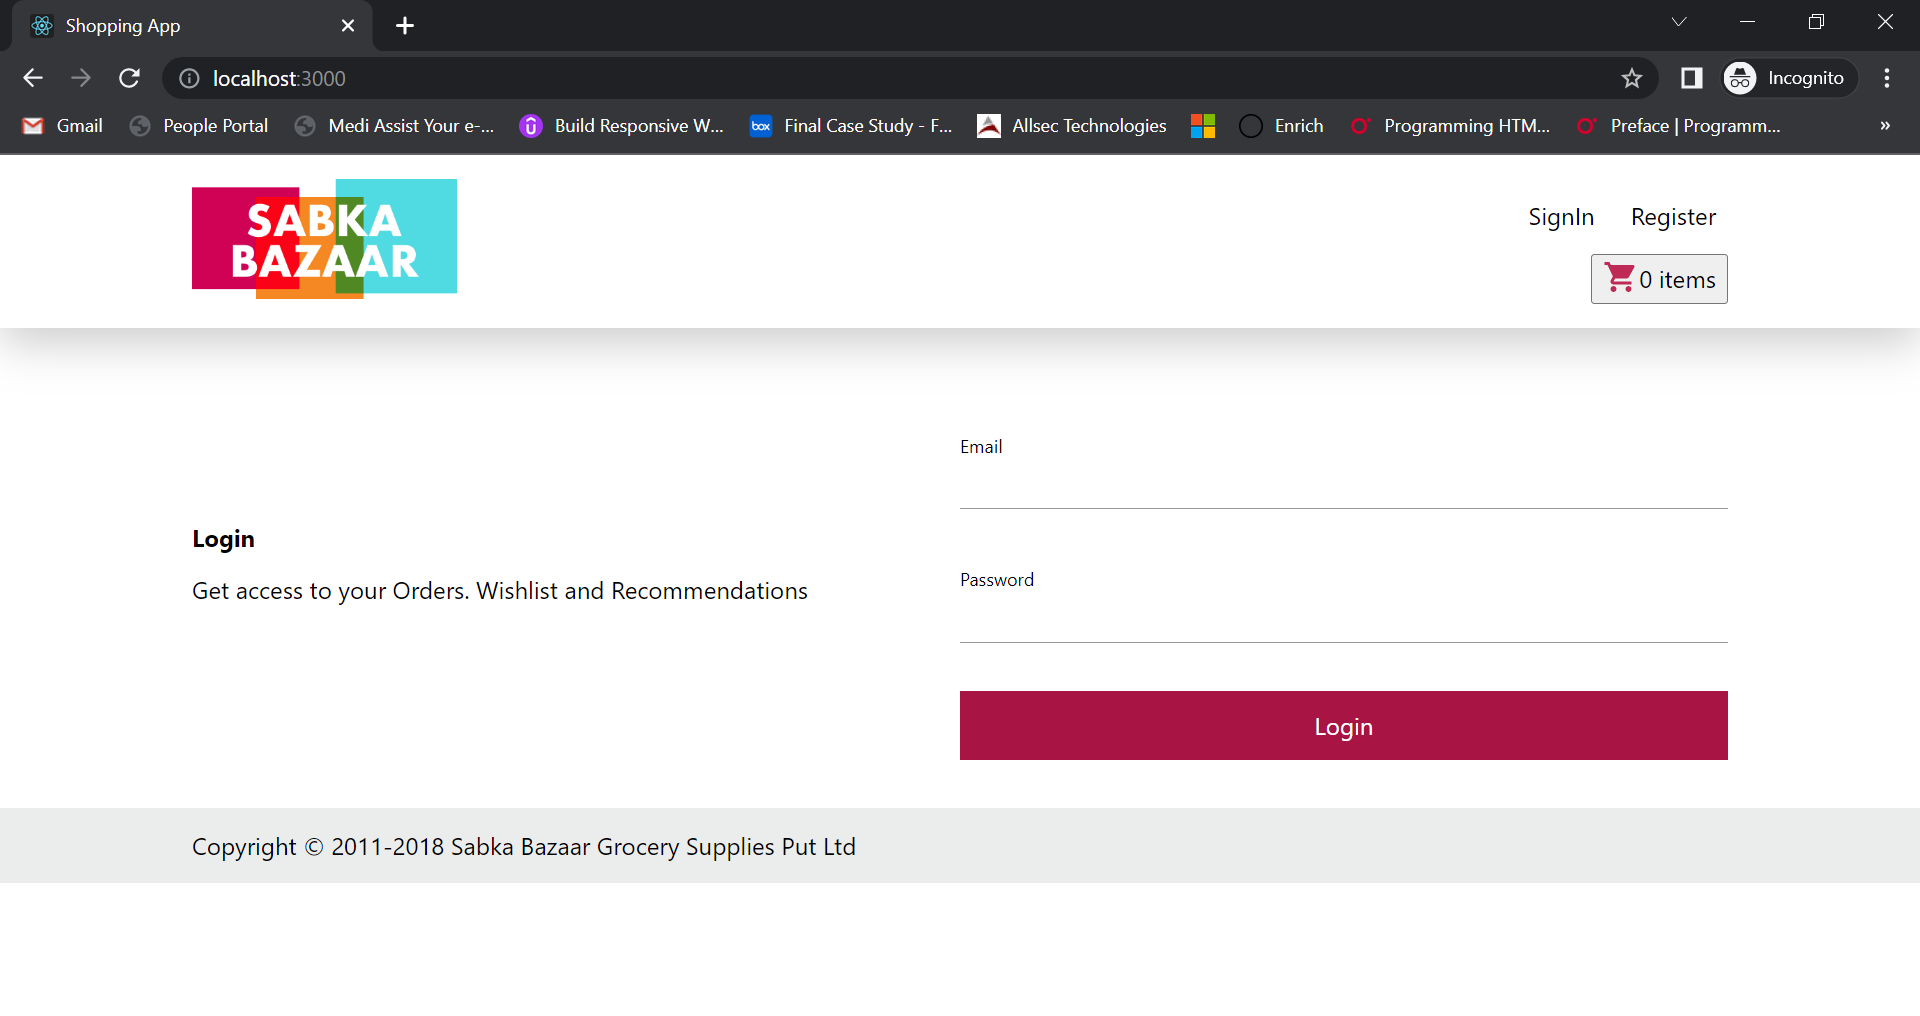 Shopping App
localhost:3000
Incognito
Gmail
People Portal
Medi Assist Your e-...
Build Responsive W...
box
Final Case Study - F...
Allsec Technologies
Enrich
Programming HTM...
Preface | Programm...
»
SABKA
BAZAAR
SignIn Register
0 items
Email
Login
Password
Get access to your Orders. Wishlist and Recommendations
Login
Copyright © 2011-2018 Sabka Bazaar Grocery Supplies Put Ltd